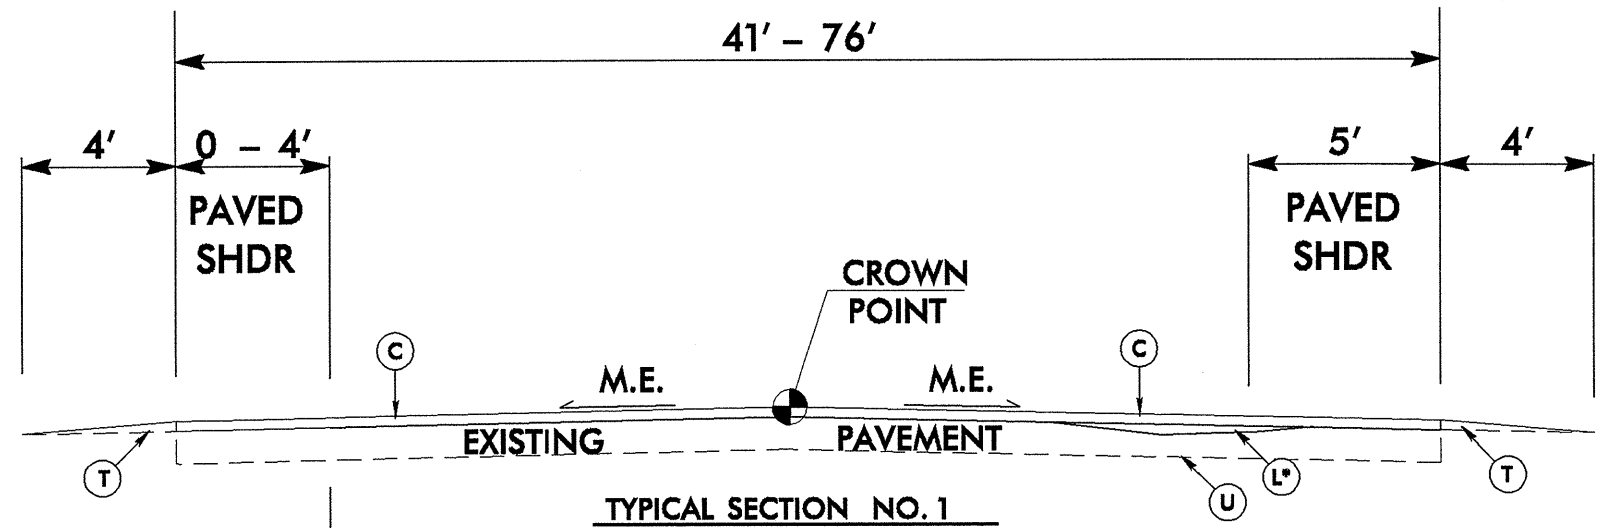 41' – 76'
4'
0 – 4'
5'
4'
PAVED
SHDR
PAVED
SHDR
CROWN
POINT
C
C
M.E.
M.E.
EXISTING PAVEMENT
T
L*
T
U
TYPICAL SECTION NO. 1